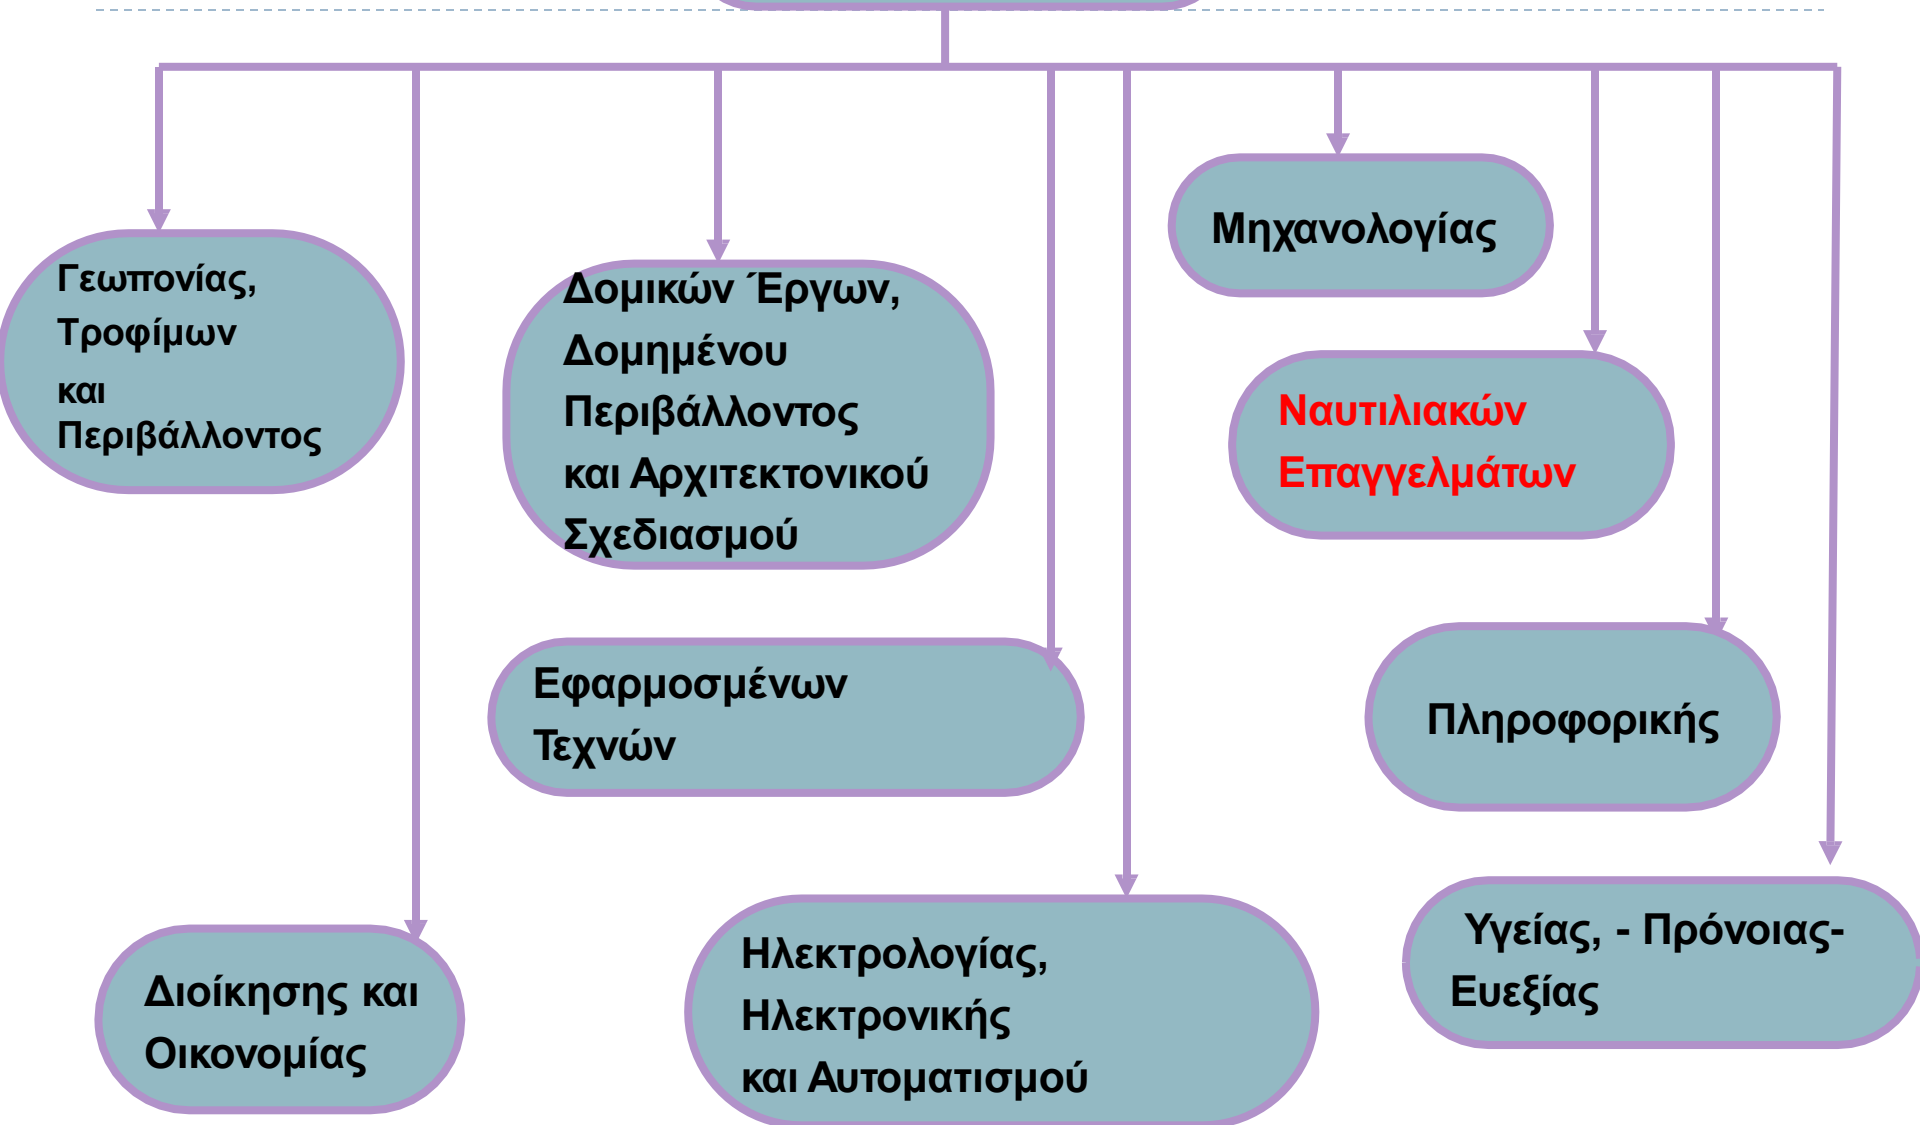 Γεωπονίας,
Τροφίμων
και
Περιβάλλοντος
Δομικών Έργων,
Δομημένου
Περιβάλλοντος
και Αρχιτεκτονικού
Σχεδιασμού
Μηχανολογίας
Ναυτιλιακών
Επαγγελμάτων
Εφαρμοσμένων
Τεχνών
Πληροφορικής
Διοίκησης και
Οικονομίας
Ηλεκτρολογίας,
Ηλεκτρονικής
και Αυτοματισμού
Υγείας, - Πρόνοιας-
Ευεξίας